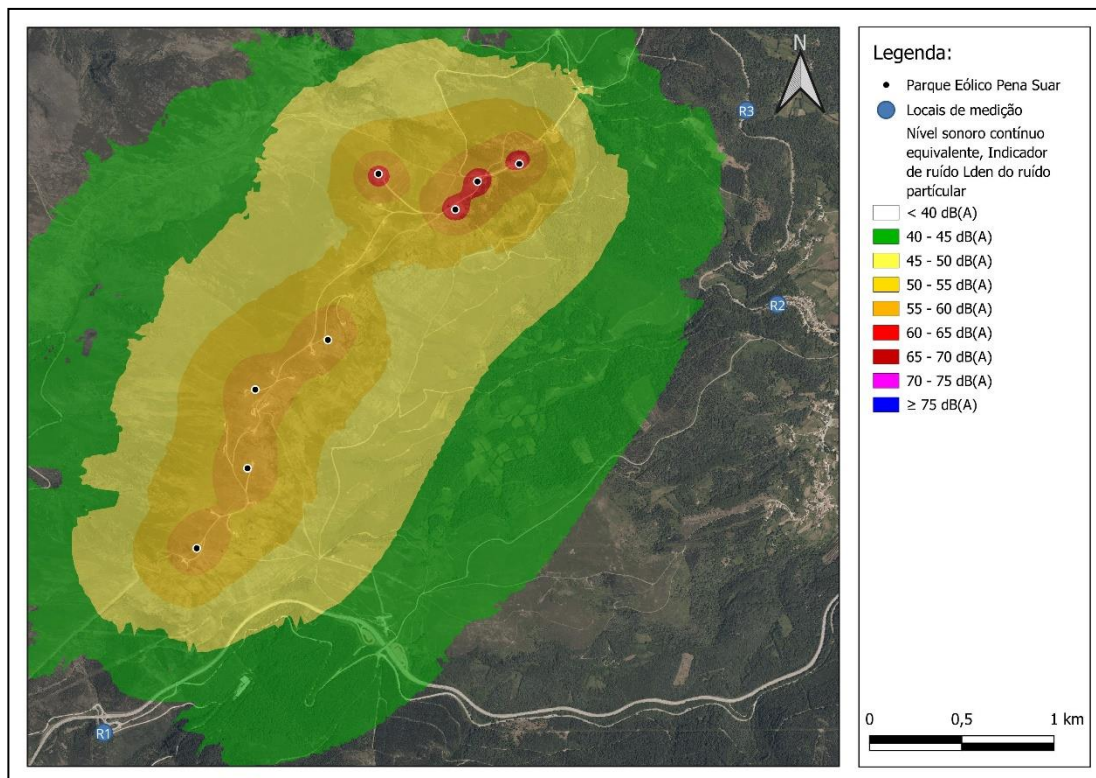 N
R3
R2
R1
Legenda:
Parque Eólico Pena Suar
Locais de medição
Nível sonoro contínuo
equivalente, Indicador
de ruído Lden do ruído
partícular
< 40 dB(A)
40 - 45 dB(A)
45 - 50 dB(A)
50 - 55 dB(A)
55 - 60 dB(A)
60 - 65 dB(A)
65 - 70 dB(A)
70 - 75 dB(A)
≥ 75 dB(A)
0 0,5 1 km